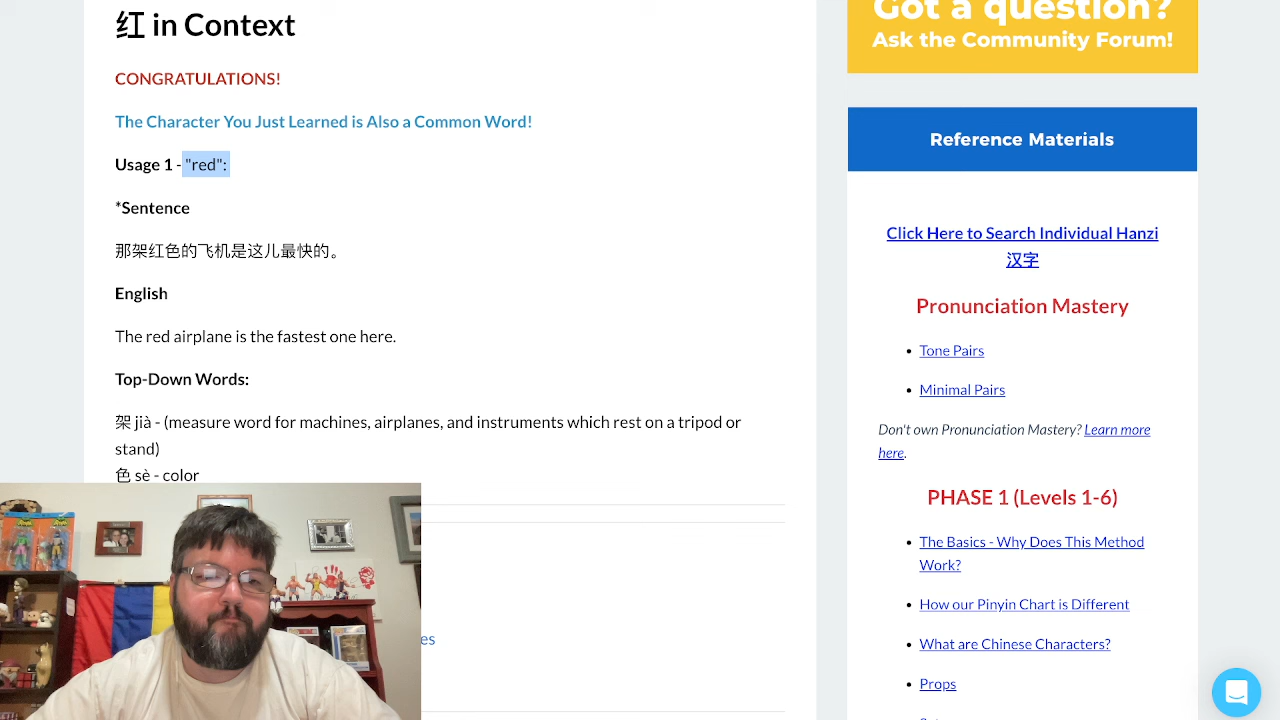 红 in Context
CONGRATULATIONS!
The Character You Just Learned is Also a Common Word!
Usage 1 - "red":
*Sentence
那架红色的飞机是这儿最快的。
English
The red airplane is the fastest one here.
Top-Down Words:
架 jià - (measure word for machines, airplanes, and instruments which rest on a tripod or
stand)
色 sè - color
es
Got a question?
Ask the Community Forum!
Reference Materials
Click Here to Search Individual Hanzi
汉字
Pronunciation Mastery
• Tone Pairs
• Minimal Pairs
Don't own Pronunciation Mastery? Learn more
here.
PHASE 1 (Levels 1-6)
• The Basics - Why Does This Method
Work?
• How our Pinyin Chart is Different
• What are Chinese Characters?
• Props